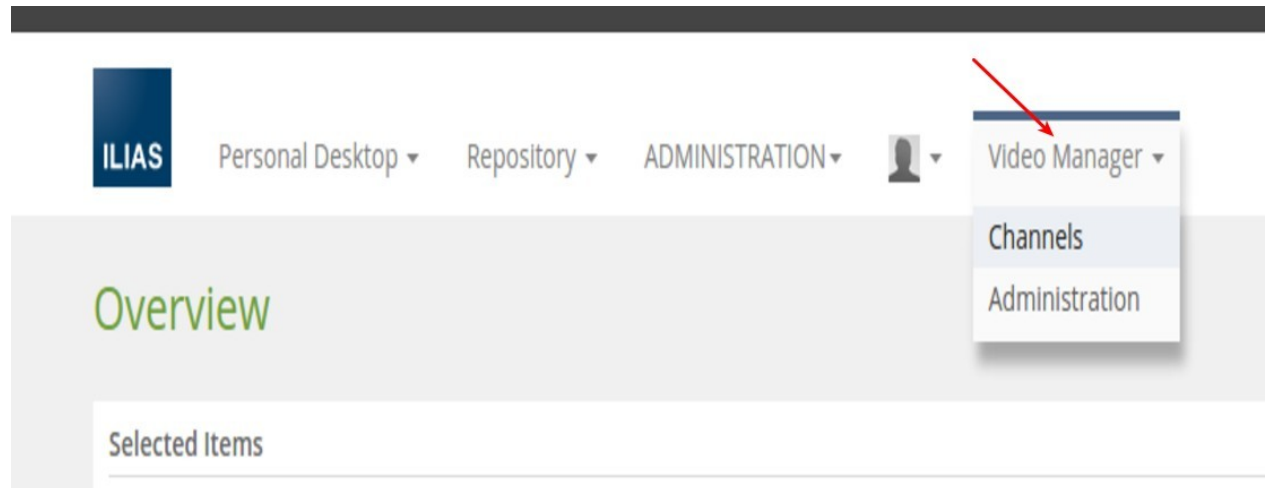 ILIAS Personal Desktop Repository ADMINISTRATION Video Manager
Channels
Administration
Overview
Selected Items